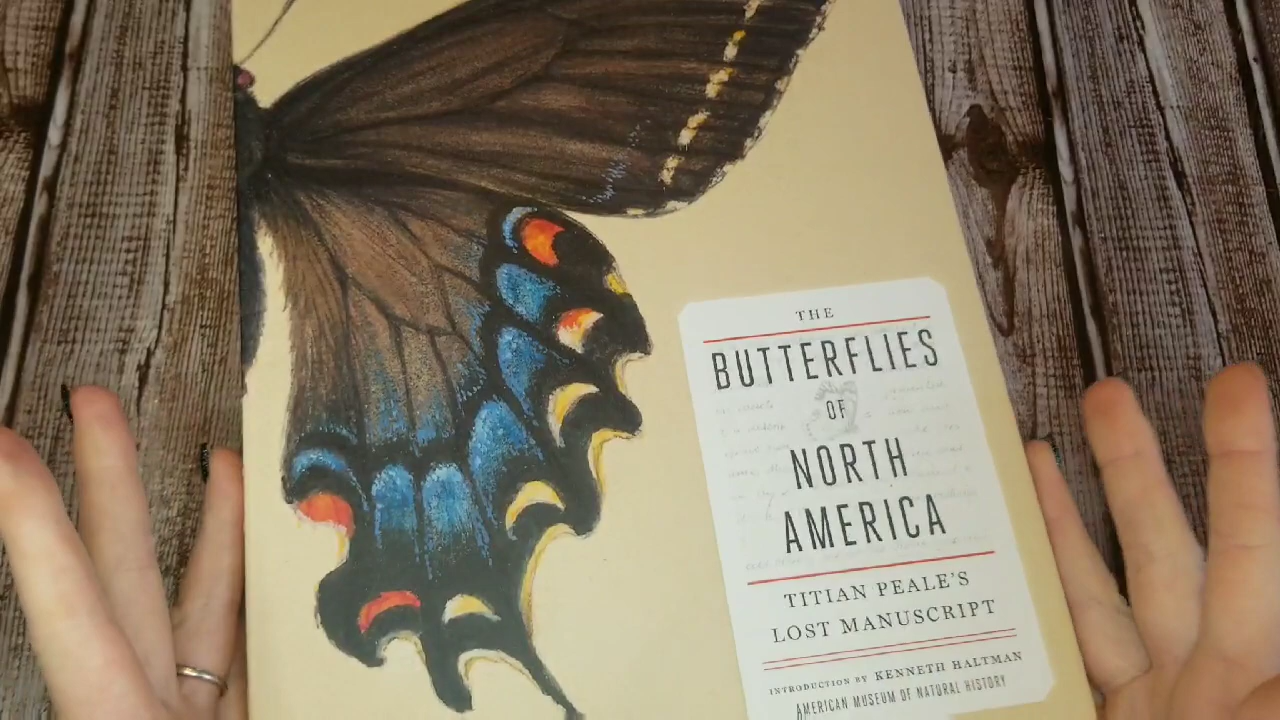 THE
BUTTERFLIES
OF
NORTH
AMERICA
TITIAN PEALE'S
LOST MANUSCRIPT
INTRODUCTION BY KENNETH HALTMAN
AMERICAN MUSEUM OF NATURAL HISTORY